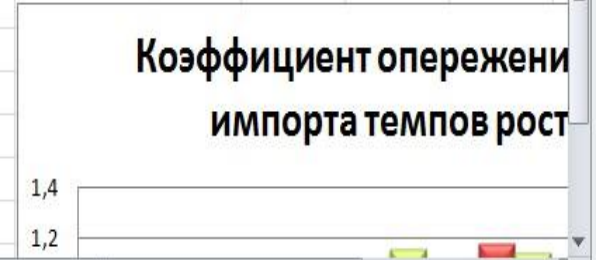 Коэффициент опережени
импорта темпов рост
1,4
1,2